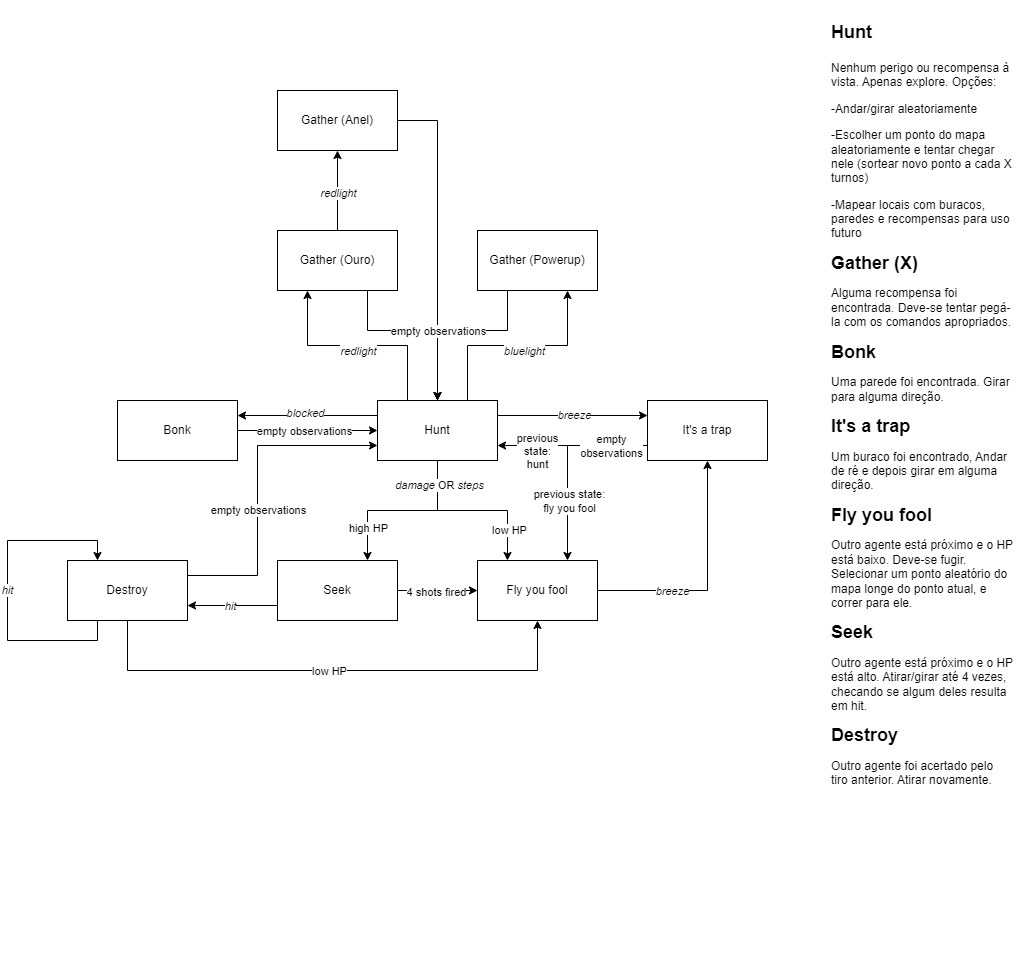 Hunt
Nenhum perigo ou recompensa à
vista. Apenas explore. Opções:
-Andar/girar aleatoriamente
-Escolher um ponto do mapa
aleatoriamente e tentar chegar
nele (sortear novo ponto a cada X
turnos)
-Mapear locais com buracos,
paredes e recompensas para uso
futuro
Gather (X)
Alguma recompensa foi
encontrada. Deve-se tentar pegá-
la com os comandos apropriados.
Bonk
Uma parede foi encontrada. Girar
para alguma direção.
It's a trap
Um buraco foi encontrado, Andar
de ré e depois girar em alguma
direção.
Fly you fool
Outro agente está próximo e o HP
está baixo. Deve-se fugir.
Selecionar um ponto aleatório do
mapa longe do ponto atual, e
correr para ele.
Seek
Outro agente está próximo e o HP
está alto. Atirar/girar até 4 vezes,
checando se algum deles resulta
em hit.
Destroy
Outro agente foi acertado pelo
tiro anterior. Atirar novamente.
Gather (Anel)
redlight
Gather (Ouro)
Gather (Powerup)
empty observations
redlight
bluelight
Bonk
blocked
empty observations
Hunt
breeze
previous
state:
hunt
empty
observations
It's a trap
damage OR steps
previous state:
fly you fool
empty observations
high HP
low HP
hit
Destroy
hit
Seek
4 shots fired
Fly you fool
breeze
low HP